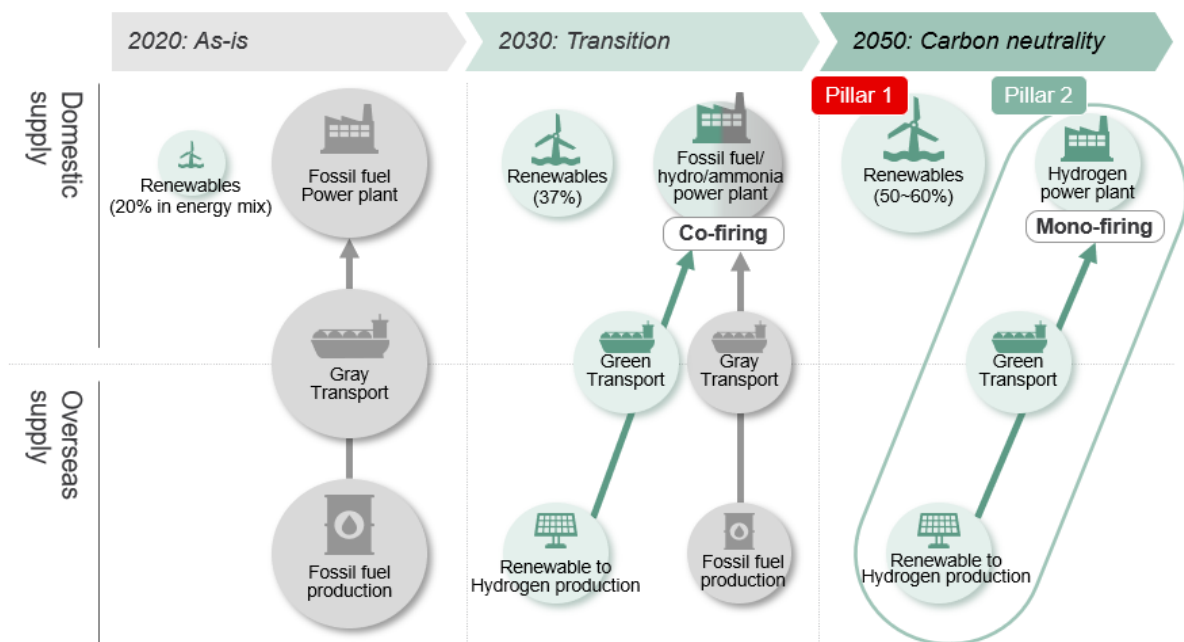 2020: As-is
2030: Transition
2050: Carbon neutrality
Domestic
supply
Renewables
(20% in energy mix)
Fossil fuel
Power plant
Renewables
(37%)
Fossil fuel/
hydro/ammonia
power plant
Co-firing
Pillar 1
Renewables
(50~60%)
Pillar 2
Hydrogen
power plant
Mono-firing
Gray
Transport
Green
Transport
Gray
Transport
Green
Transport
Overseas
supply
Fossil fuel
production
Renewable to
Hydrogen production
Fossil fuel
production
Renewable to
Hydrogen production